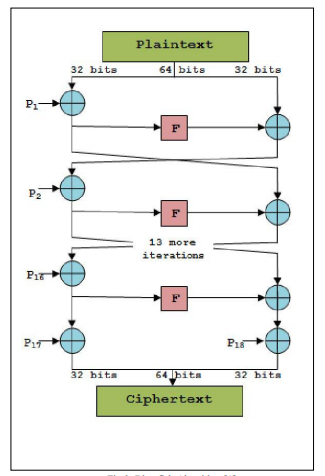 Plaintext
32 bits 64 bits 32 bits
P1
F
P2
F
13 more
iterations
P16
F
P17 P18
32 bits 64 bits 32 bits
Ciphertext